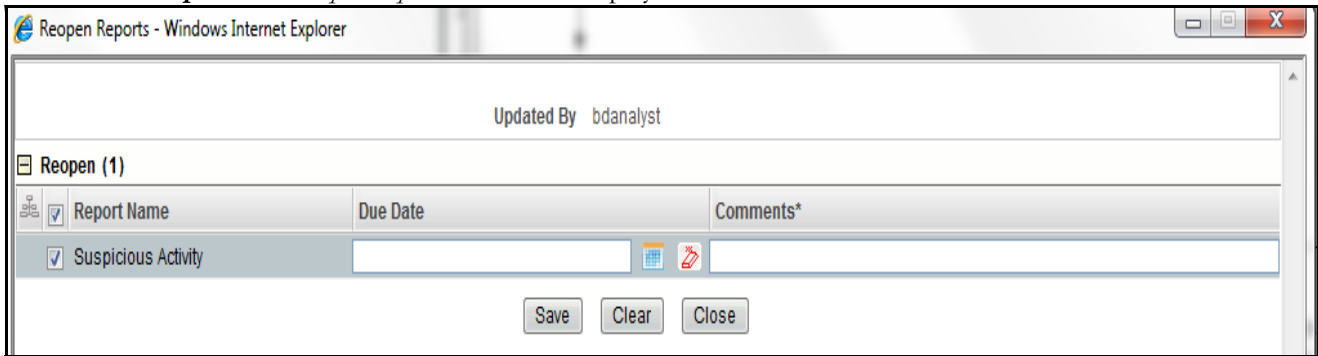 Reopen Reports - Windows Internet Explorer
X
Updated By bdanalyst
Reopen (1)
Report Name Due Date Comments*
Suspicious Activity
Save Clear Close